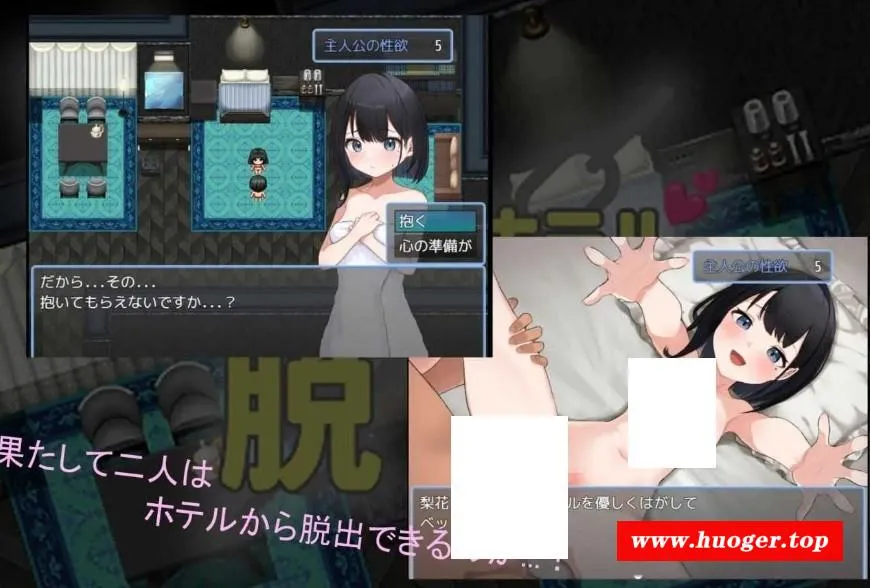 主人公の性欲 5
抱く
心の準備が
だから...その...
抱いてもらえないですか...？
主人公の性欲 5
梨花
ルを優しくはがして
ベッ
脱
果たして二人は
ホテルから脱出できる
www.huoger.top